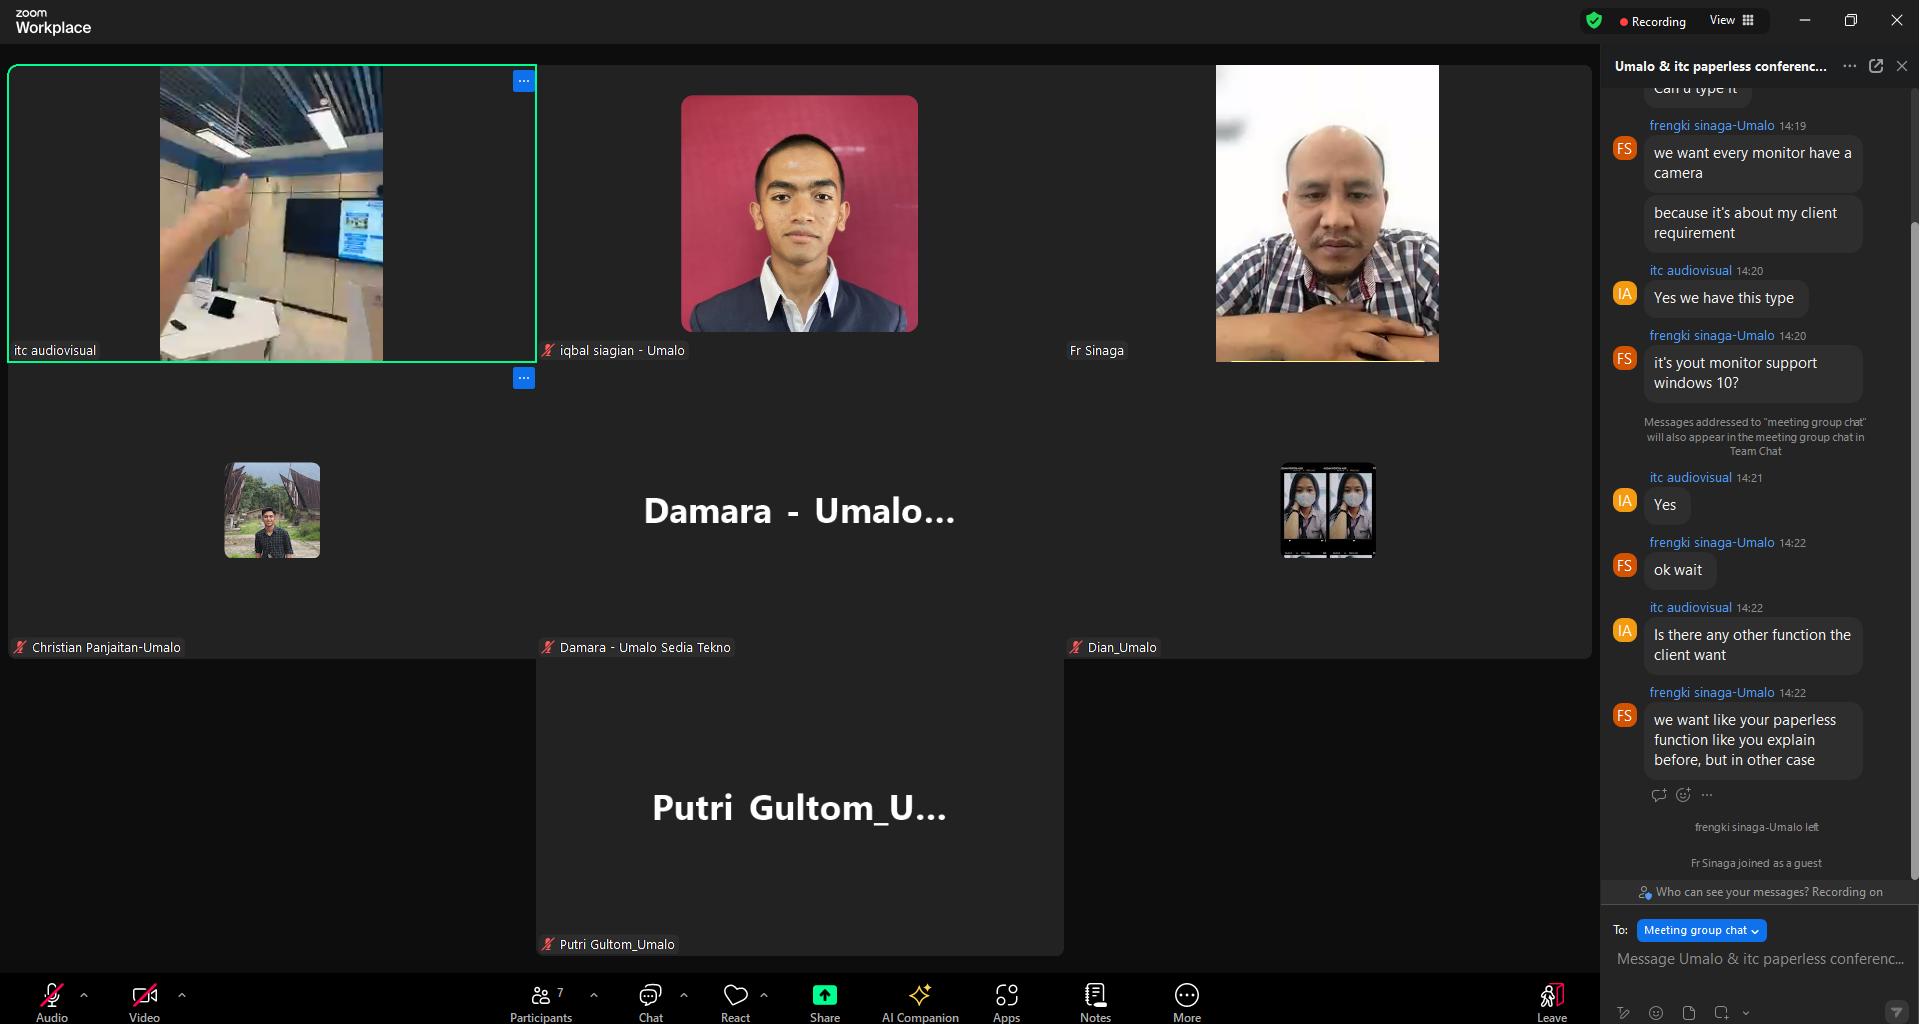 zoom
Workplace
Recording
View
Umalo & itc paperless conferenc...
itc audiovisual
iqbal siagian - Umalo
Fr Sinaga
Christian Panjaitan-Umalo
Damara - Umalo...
Damara - Umalo Sedia Tekno
Dian_Umalo
Putri Gultom_U...
Putri Gultom_Umalo
Can u type it
frengki sinaga-Umalo 14:19
FS
we want every monitor have a
camera
because it's about my client
requirement
itc audiovisual 14:20
IA
Yes we have this type
frengki sinaga-Umalo 14:20
FS
it's yout monitor support
windows 10?
Messages addressed to "meeting group chat"
will also appear in the meeting group chat in
Team Chat
itc audiovisual 14:21
IA
Yes
frengki sinaga-Umalo 14:22
FS
ok wait
itc audiovisual 14:22
IA
Is there any other function the
client want
frengki sinaga-Umalo 14:22
FS
we want like your paperless
function like you explain
before, but in other case
frengki sinaga-Umalo left
Fr Sinaga joined as a guest
Who can see your messages? Recording on
To: Meeting group chat
Message Umalo & itc paperless conferenc...
Audio
Video
7
Participants
Chat
React
Share
AI Companion
Apps
Notes
More
Leave